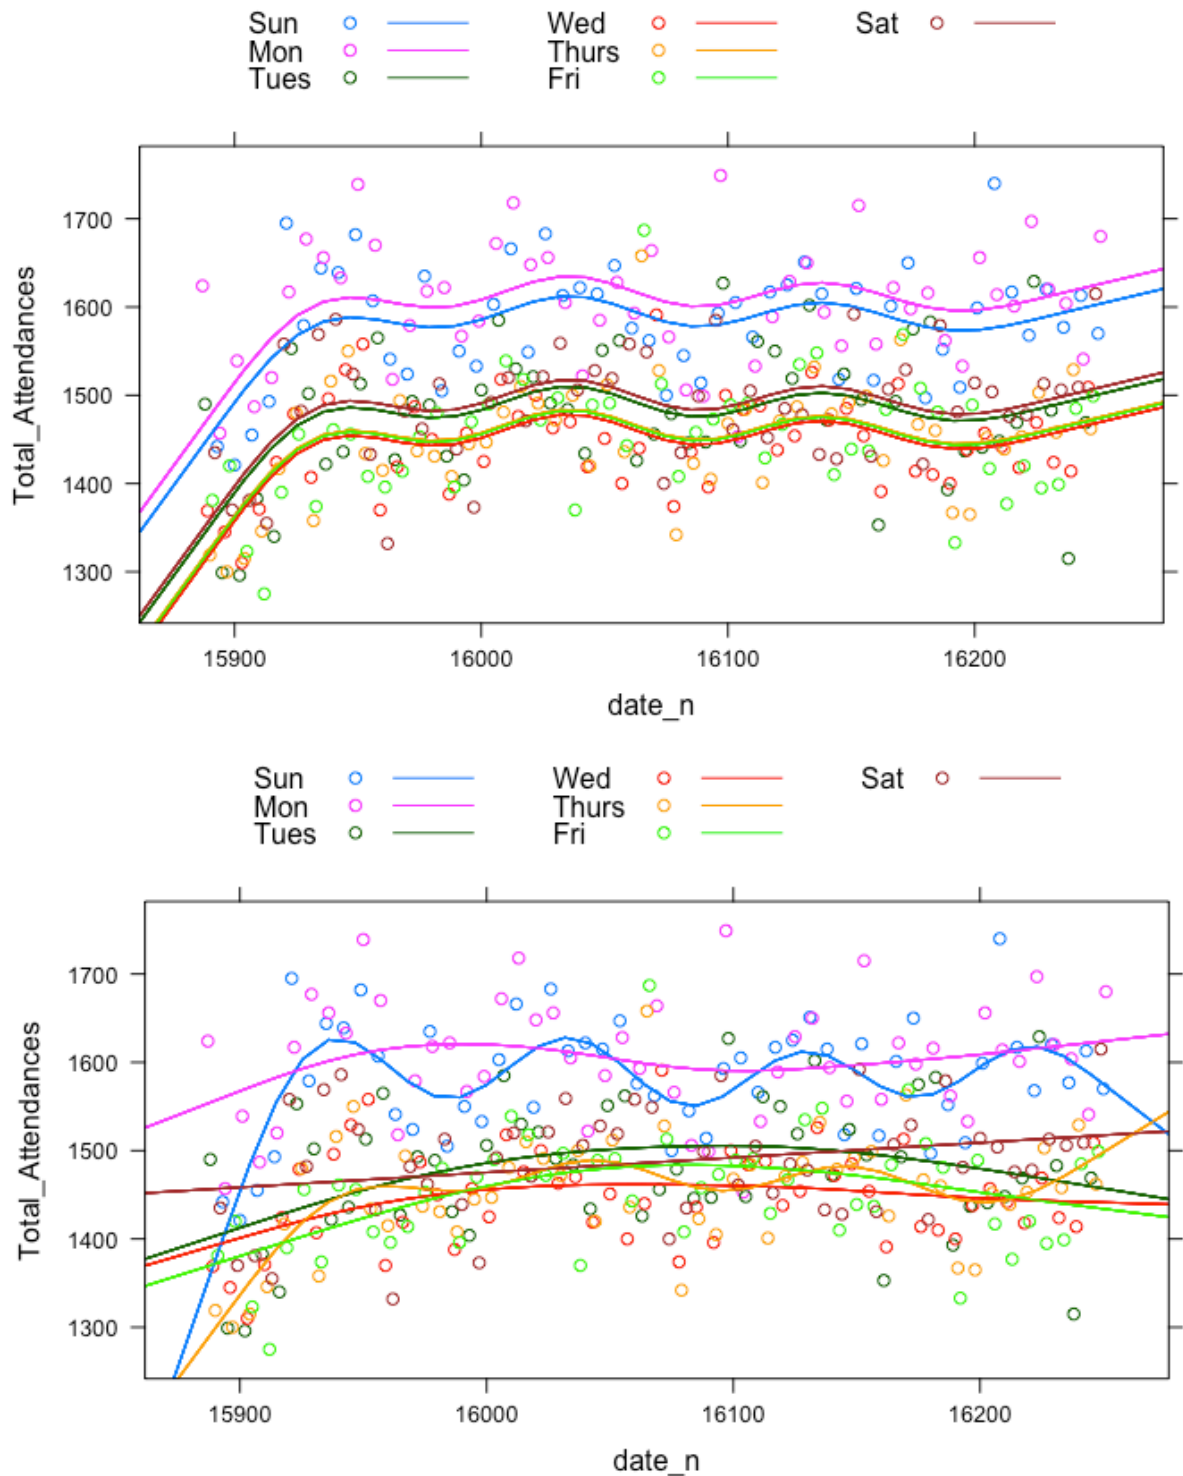 Sun Wed Sat
Mon Thurs
Tues Fri
1700
1600
1500
1400
1300
Total_Attendances
15900 16000 16100 16200
date_n
Sun Wed Sat
Mon Thurs
Tues Fri
1700
1600
1500
1400
1300
Total_Attendances
15900 16000 16100 16200
date_n